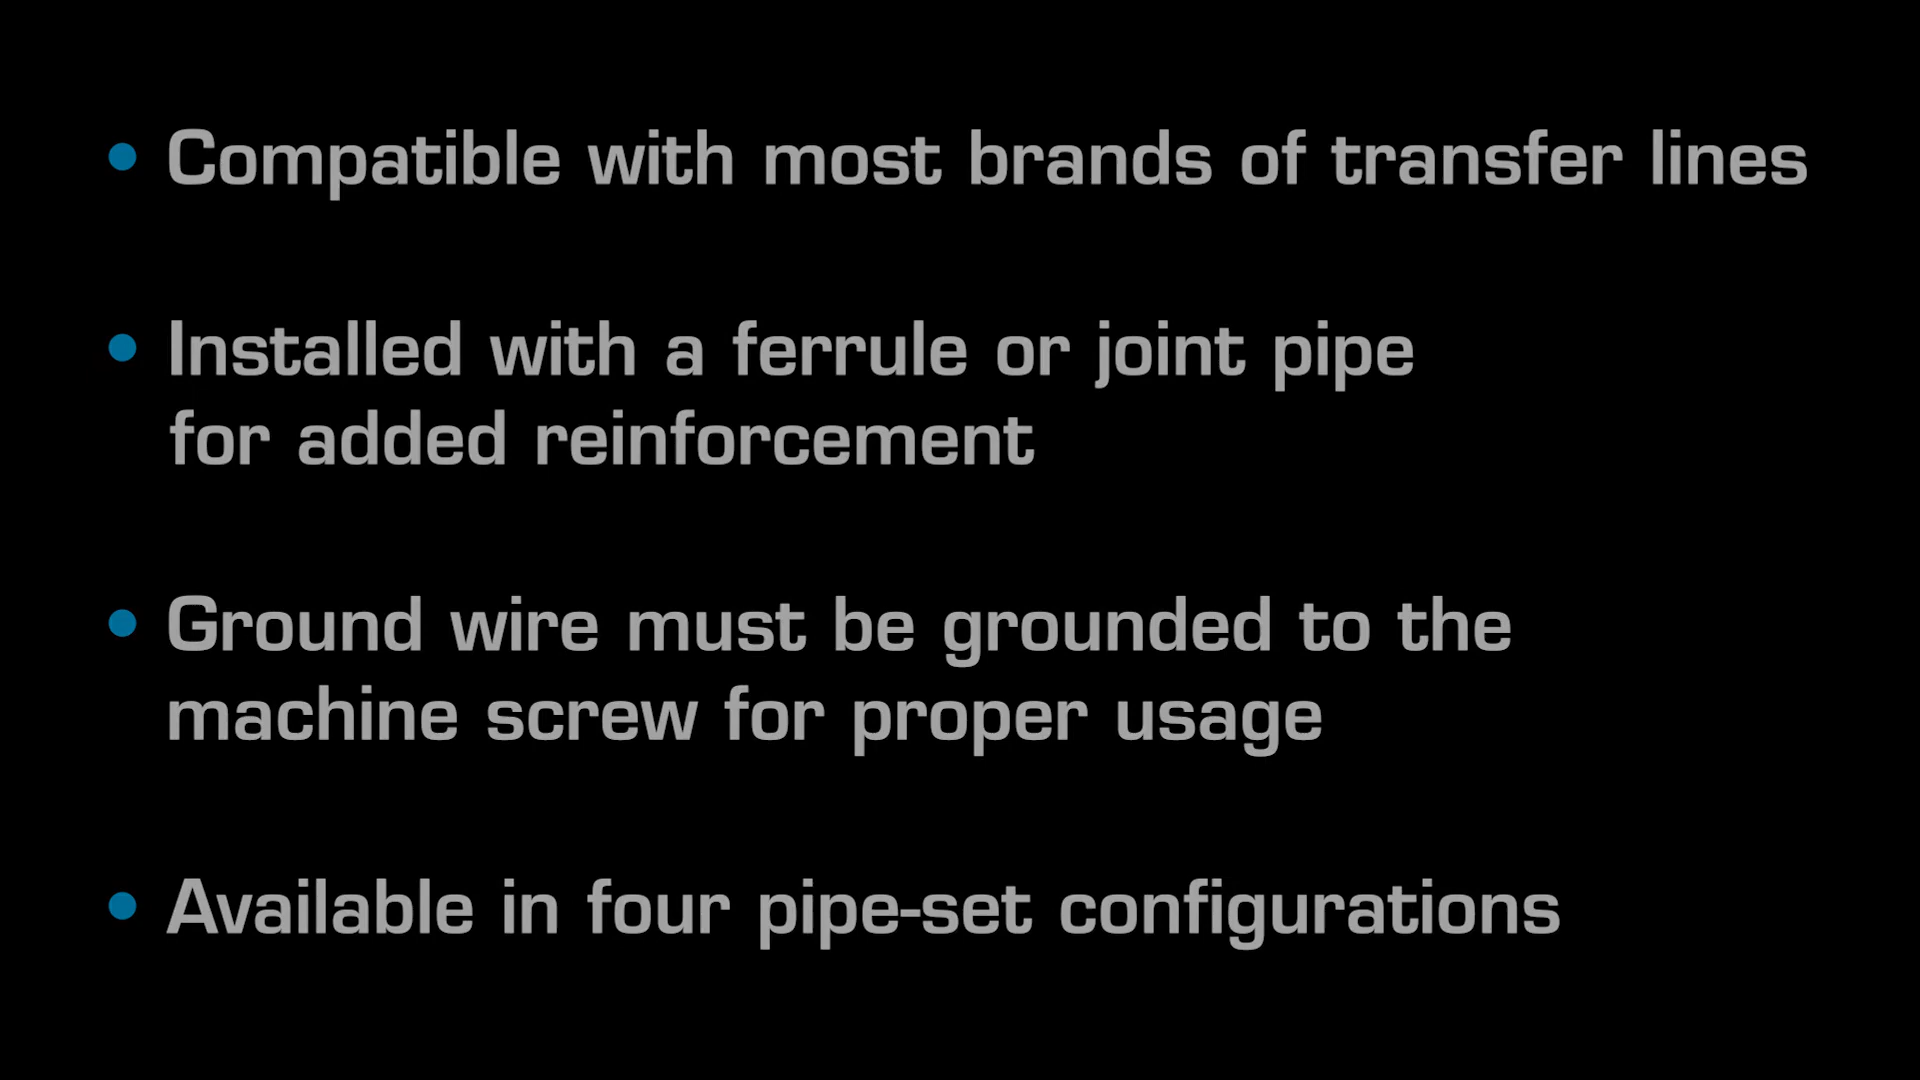 • Compatible with most brands of transfer lines
• Installed with a ferrule or joint pipe
for added reinforcement
• Ground wire must be grounded to the
machine screw for proper usage
• Available in four pipe-set configurations